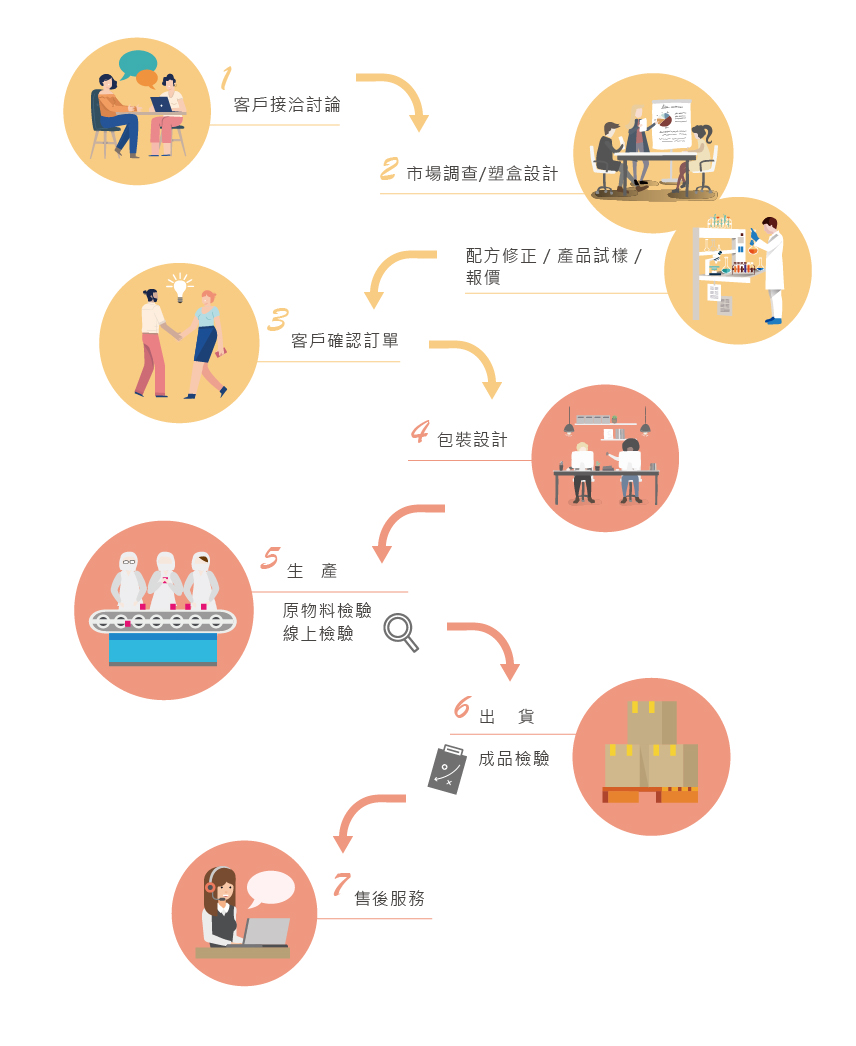 1
客戶接洽討論
2 市場調查/塑盒設計
配方修正 / 產品試樣 /
報價
3
客戶確認訂單
4 包裝設計
5
生 產
原物料檢驗
線上檢驗
6 出 貨
成品檢驗
7
售後服務